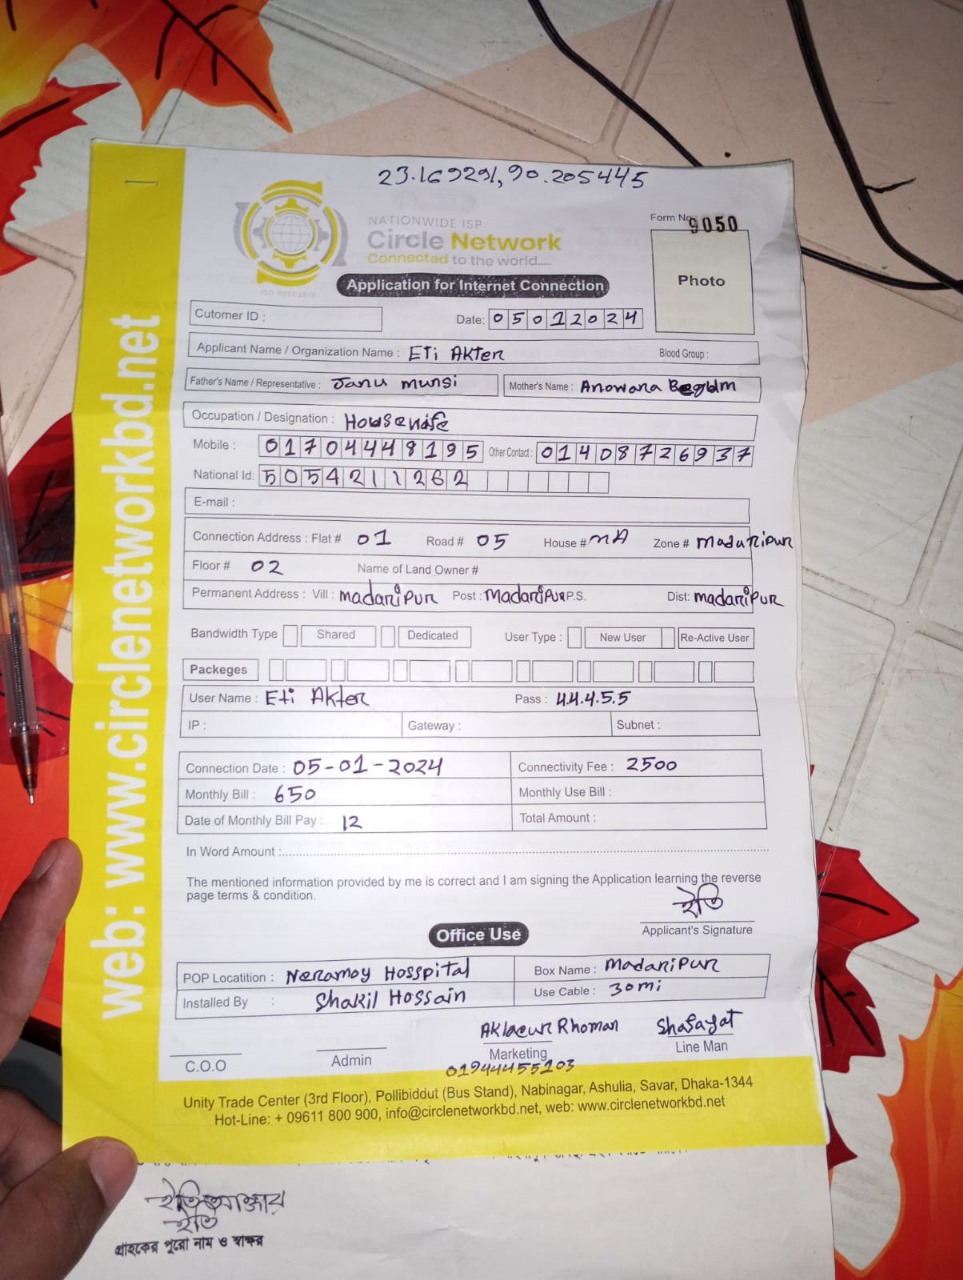 23.169291, 90.205445
NATIONWIDE ISP
Circle Network
Connected to the world....
Form No 9050
Photo
Application for Internet Connection
Cutomer ID :
Date: 05012024
Applicant Name / Organization Name : Eti Akter Blood Group :
Father's Name / Representative : Janu munsi Mother's Name : Anowara Begum
Occupation / Designation : Housewife
Mobile : 01704448195 Other Contact : 01408726937
National Id: 5054211262
E-mail :
Connection Address : Flat # 01 Road # 05 House # NA Zone # Madaripur
Floor # 02 Name of Land Owner #
Permanent Address : Vill : madaripur Post : Madaripur P.S. Dist: madaripur
Bandwidth Type Shared Dedicated User Type : New User Re-Active User
Packeges
User Name : Eti Akter Pass : 44.4.5.5
IP : Gateway : Subnet :
Connection Date : 05-01-2024 Connectivity Fee : 2500
Monthly Bill : 650 Monthly Use Bill :
Date of Monthly Bill Pay : 12 Total Amount :
In Word Amount :
The mentioned information provided by me is correct and I am signing the Application learning the reverse
page terms & condition.
ইতি
Applicant's Signature
Office Use
POP Locatition : Neramoy Hosspital Box Name : Madaripur
Installed By : Shakil Hossain Use Cable : 30mi
Rhoman Shafayat
C.O.O Admin Marketing Line Man
01944455103
Unity Trade Center (3rd Floor), Pollibiddut (Bus Stand), Nabinagar, Ashulia, Savar, Dhaka-1344
Hot-Line: + 09611 800 900, info@circlenetworkbd.net, web: www.circlenetworkbd.net
web: www.circlenetworkbd.net
ইতি আক্তার
ইতি
গ্রাহকের পুরো নাম ও স্বাক্ষর